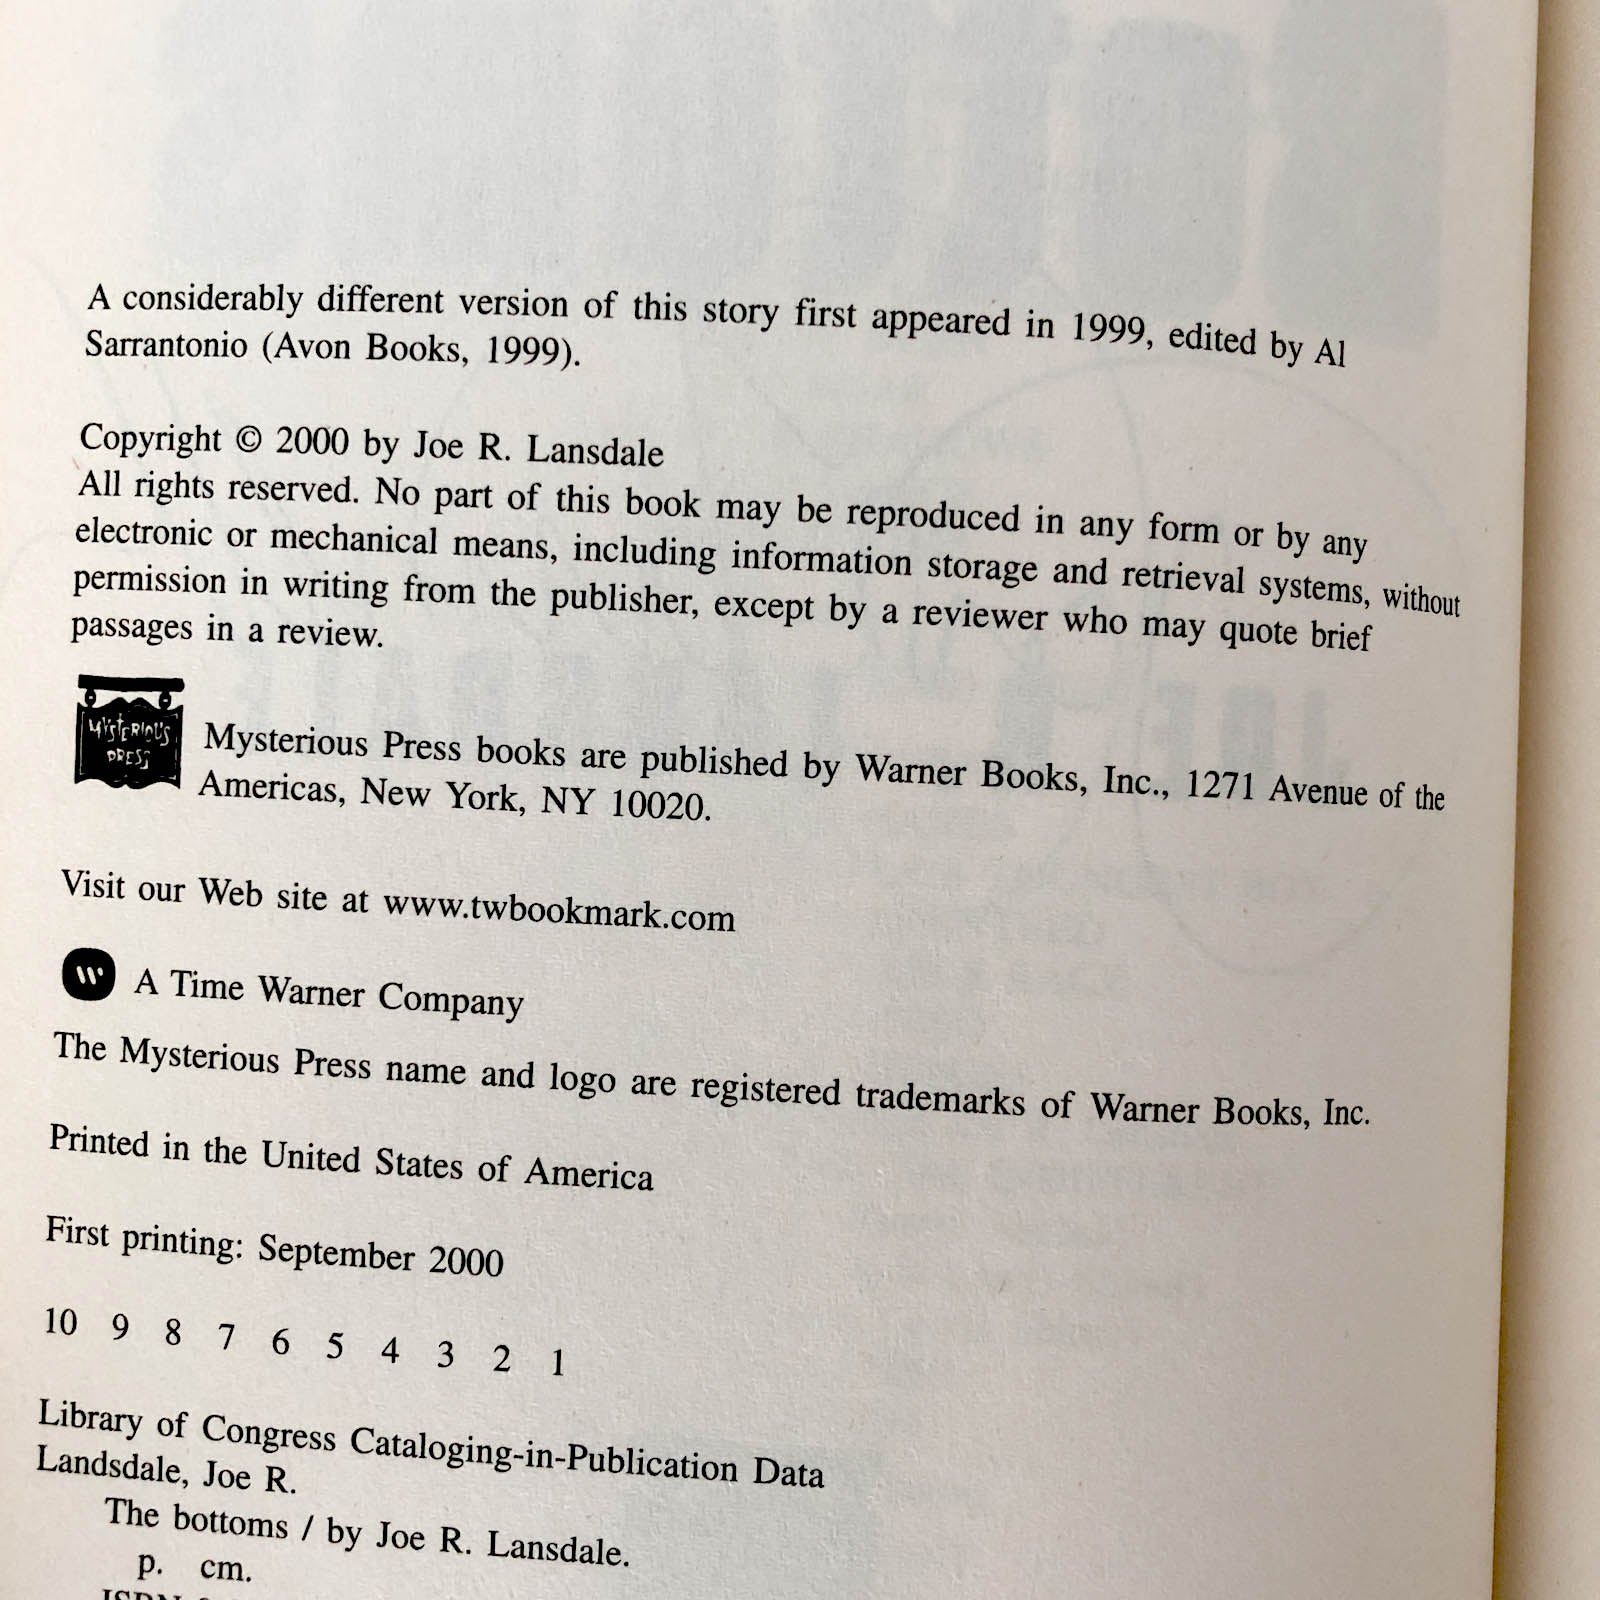 A considerably different version of this story first appeared in 1999, edited by Al
Sarrantonio (Avon Books, 1999).
Copyright © 2000 by Joe R. Lansdale
All rights reserved. No part of this book may be reproduced in any form or by any
electronic or mechanical means, including information storage and retrieval systems, without
permission in writing from the publisher, except by a reviewer who may quote brief
passages in a review.
MYSTERIOUS
PRESS
Mysterious Press books are published by Warner Books, Inc., 1271 Avenue of the
Americas, New York, NY 10020.
Visit our Web site at www.twbookmark.com
A Time Warner Company
The Mysterious Press name and logo are registered trademarks of Warner Books, Inc.
Printed in the United States of America
First printing: September 2000
10 9 8 7 6 5 4 3 2 1
Library of Congress Cataloging-in-Publication Data
Landsdale, Joe R.
The bottoms / by Joe R. Lansdale.
p. cm.
ISBN